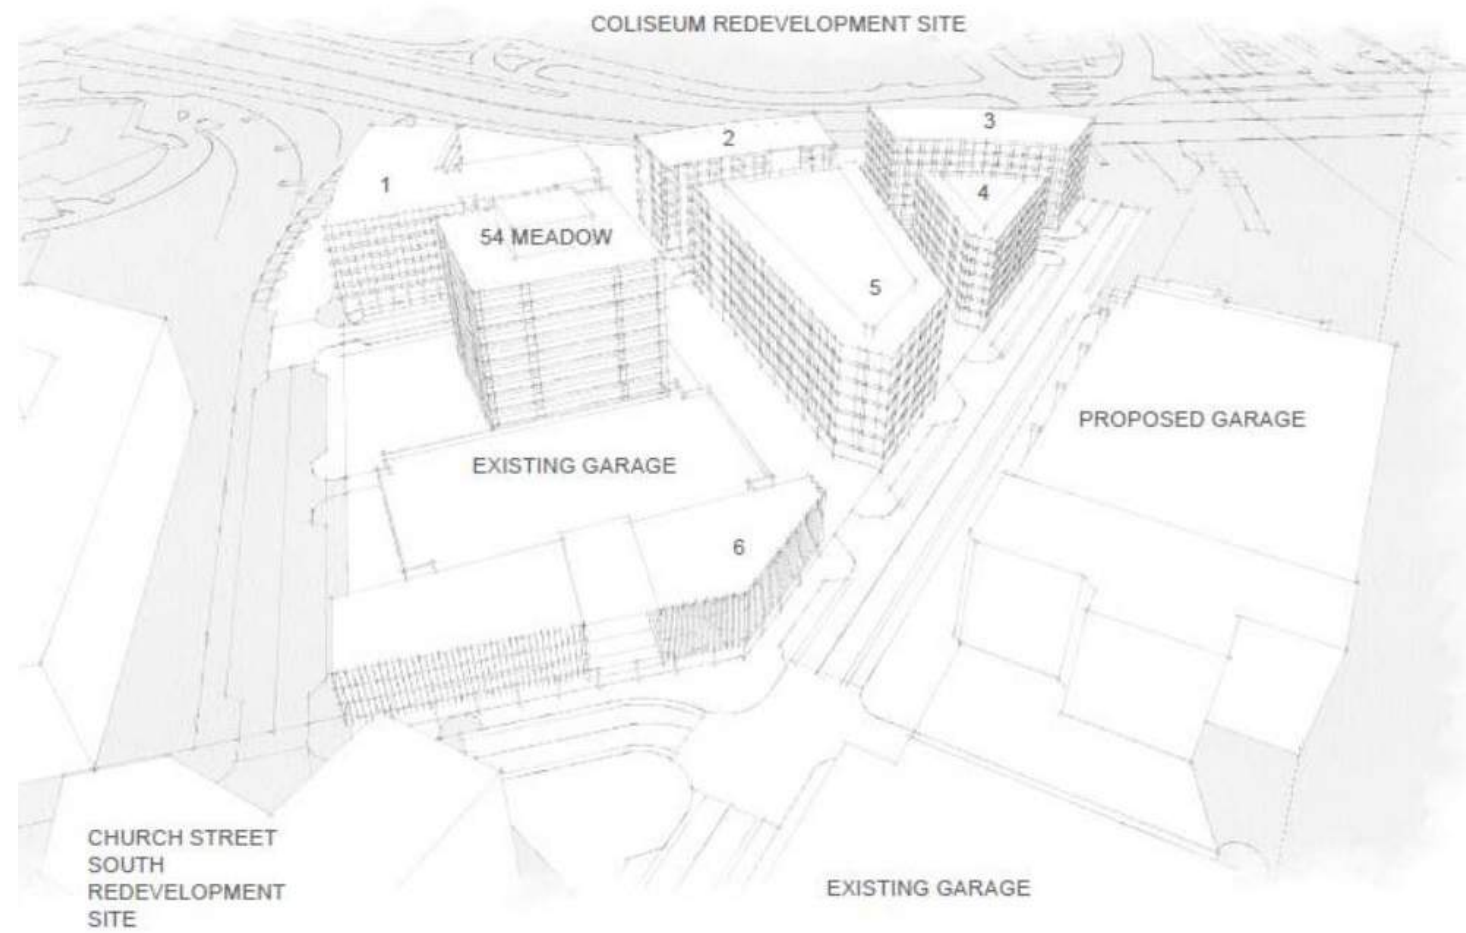 COLISEUM REDEVELOPMENT SITE
3
2
1
4
54 MEADOW
5
PROPOSED GARAGE
EXISTING GARAGE
6
CHURCH STREET
SOUTH
REDEVELOPMENT
SITE
EXISTING GARAGE